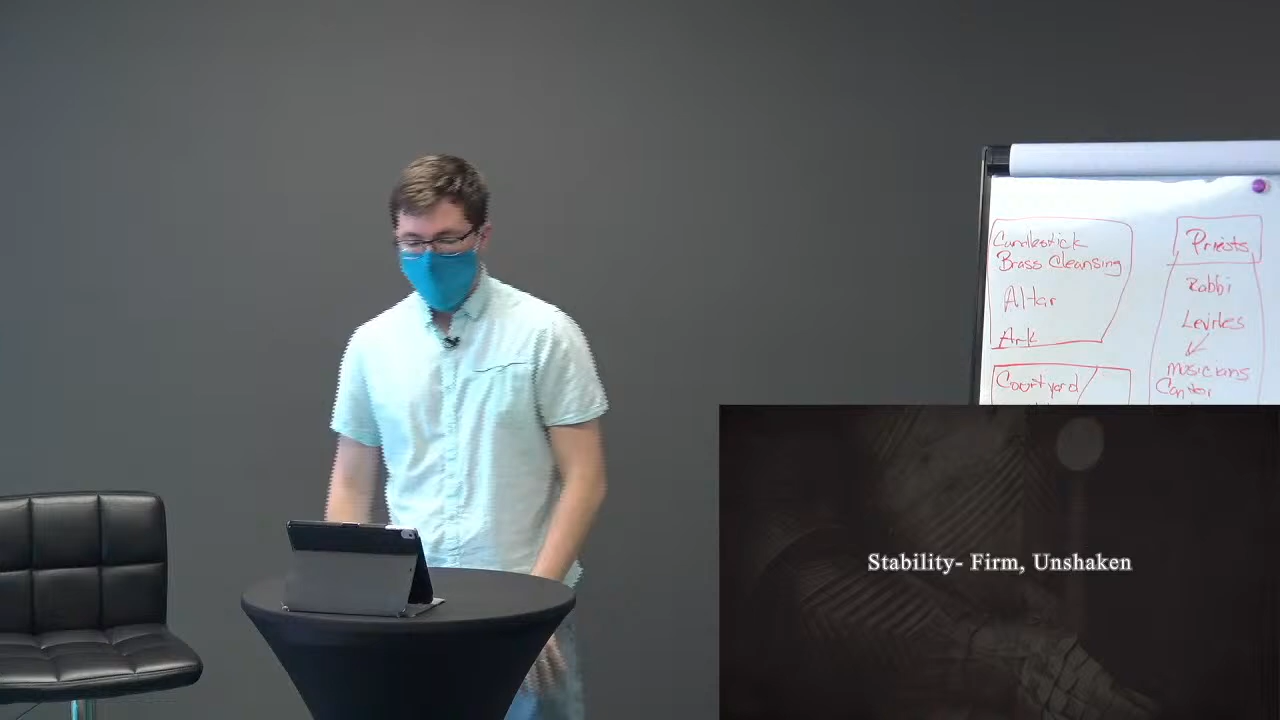 Candlestick
Brass Cleansing
Altar
Ark
Courtyard
Priests
Rabbi
Levites
Musicians
Cantor
Stability- Firm, Unshaken